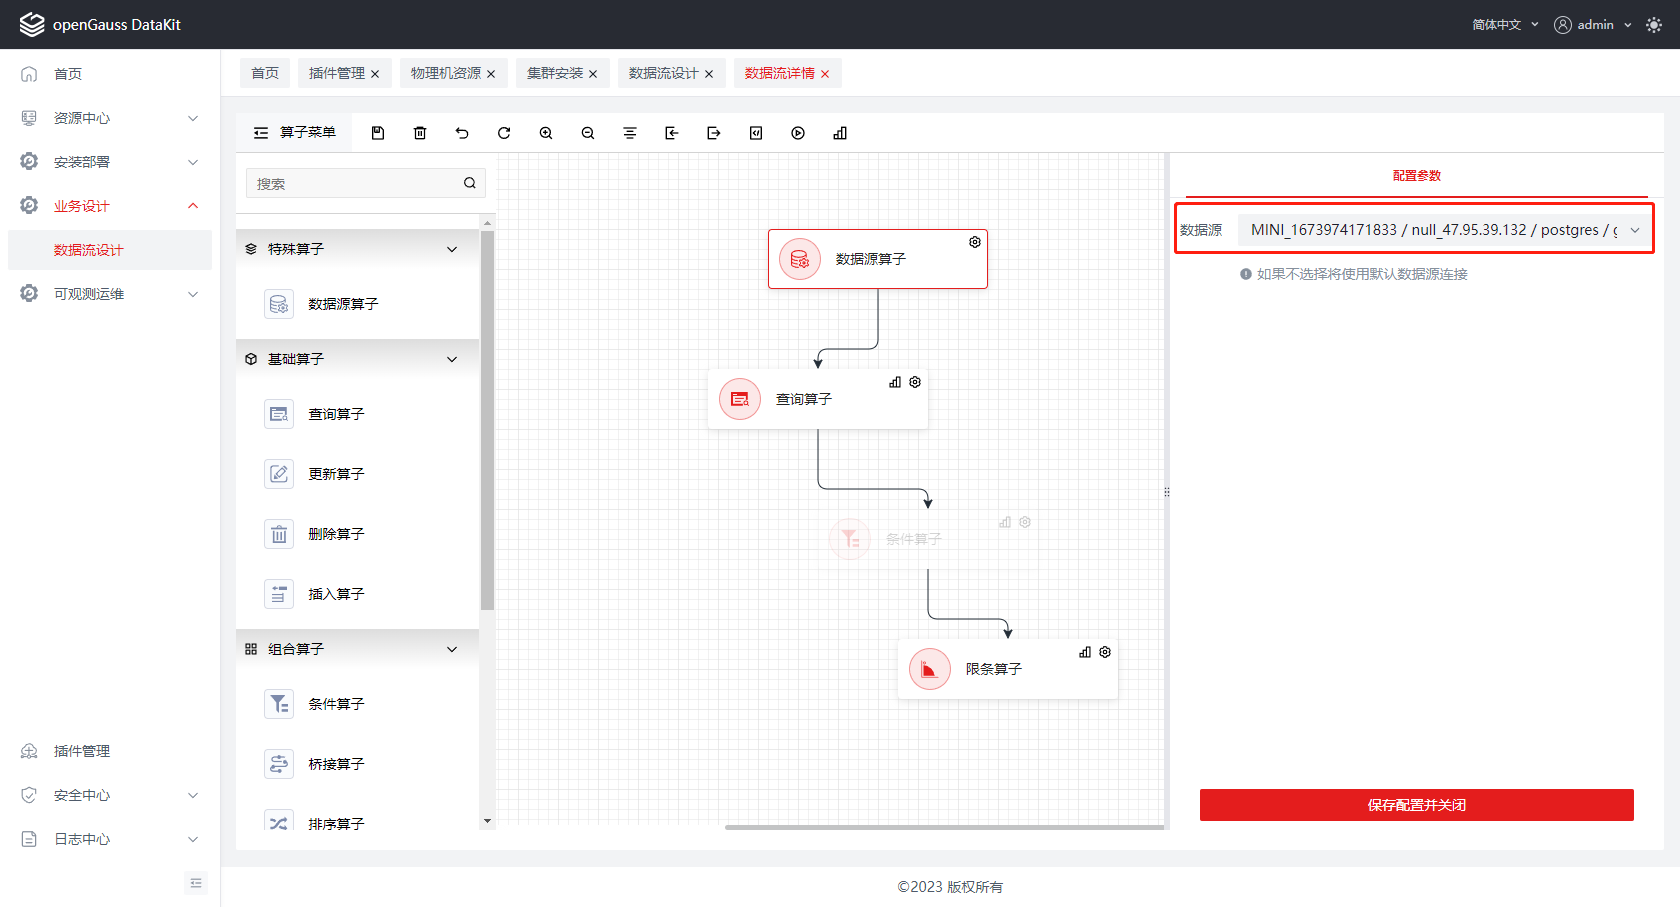 openGauss DataKit
简体中文
admin
首页
资源中心
安装部署
业务设计
数据流设计
可观测运维
插件管理
安全中心
日志中心
首页
插件管理
物理机资源
集群安装
数据流设计
数据流详情
算子菜单
搜索
特殊算子
数据源算子
基础算子
查询算子
更新算子
删除算子
插入算子
组合算子
条件算子
桥接算子
排序算子
数据源算子
查询算子
条件算子
限条算子
配置参数
数据源
MINI_1673974171833 / null_47.95.39.132 / postgres /
如果不选择将使用默认数据源连接
保存配置并关闭
©2023 版权所有